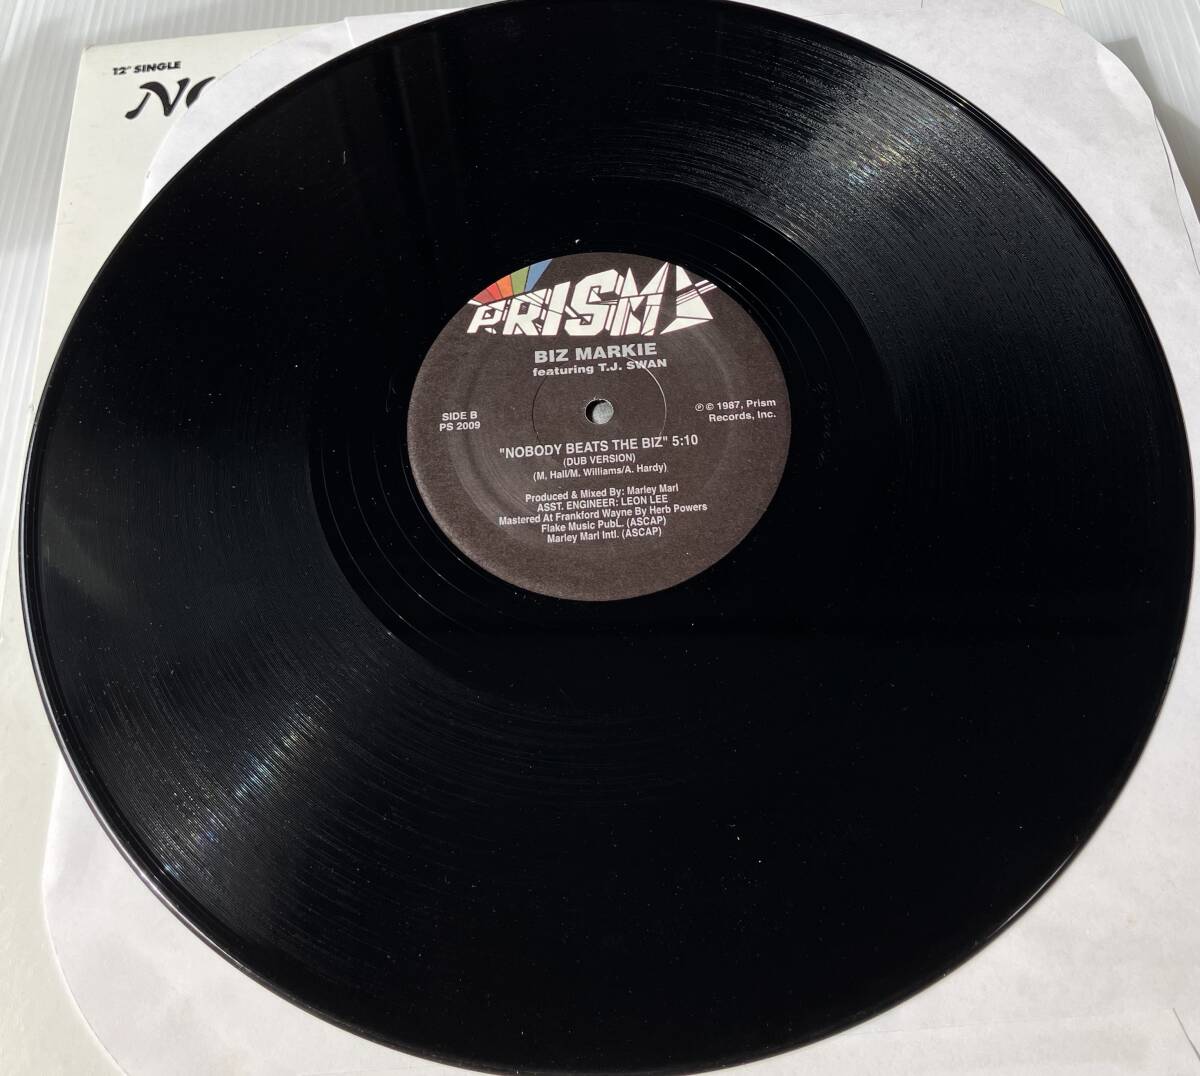 12" SINGLE
PRISM
BIZ MARKIE
featuring T.J. SWAN
SIDE B
PS 2009
℗ © 1987, Prism
Records, Inc.
"NOBODY BEATS THE BIZ" 5:10
(DUB VERSION)
(M. Hall/M. Williams/A. Hardy)
Produced & Mixed By: Marley Marl
ASST. ENGINEER: LEON LEE
Mastered At Frankford Wayne By Herb Powers
Flake Music PubL. (ASCAP)
Marley Marl Intl. (ASCAP)